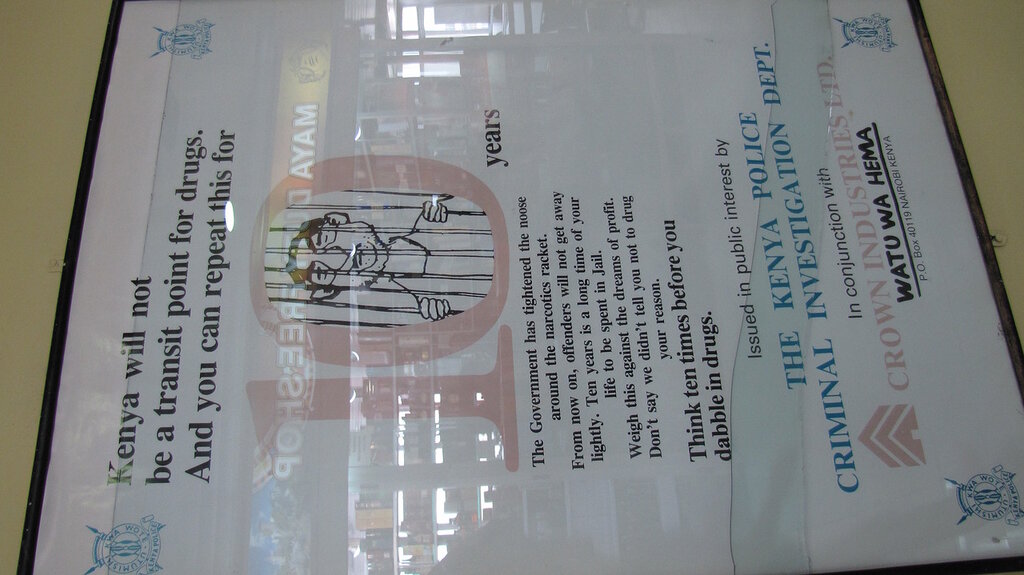 Kenya will not
be a transit point for drugs.
And you can repeat this for
10
years
The Government has tightened the noose
around the narcotics racket.
From now on, offenders will not get away
lightly. Ten years is a long time of your
life to be spent in Jail.
Weigh this against the dreams of profit.
Don't say we didn't tell you not to drug
your reason.
Think ten times before you
dabble in drugs.
Issued in public interest by
THE KENYA POLICE
CRIMINAL INVESTIGATION DEPT.
In conjunction with
CROWN INDUSTRIES LTD.
WATU WA HEMA
P.O. Box 40119 NAIROBI KENYA